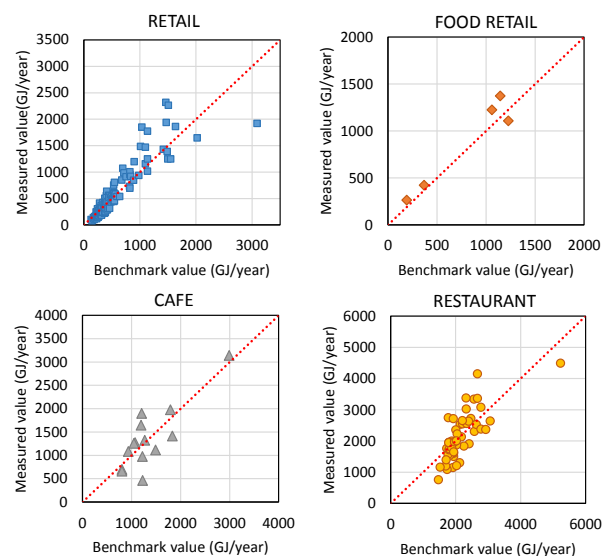 RETAIL
Measured value(GJ/year)
3500
3000
2500
2000
1500
1000
500
0
0 1000 2000 3000
Benchmark value (GJ/year)
FOOD RETAIL
Measured value (GJ/year)
2000
1500
1000
500
0
0 500 1000 1500 2000
Benchmark value (GJ/year)
CAFE
Measured value (GJ/year)
4000
3500
3000
2500
2000
1500
1000
500
0
0 1000 2000 3000 4000
Benchmark value (GJ/year)
RESTAURANT
Measured value (GJ/year)
6000
5000
4000
3000
2000
1000
0
0 2000 4000 6000
Benchmark value (GJ/year)